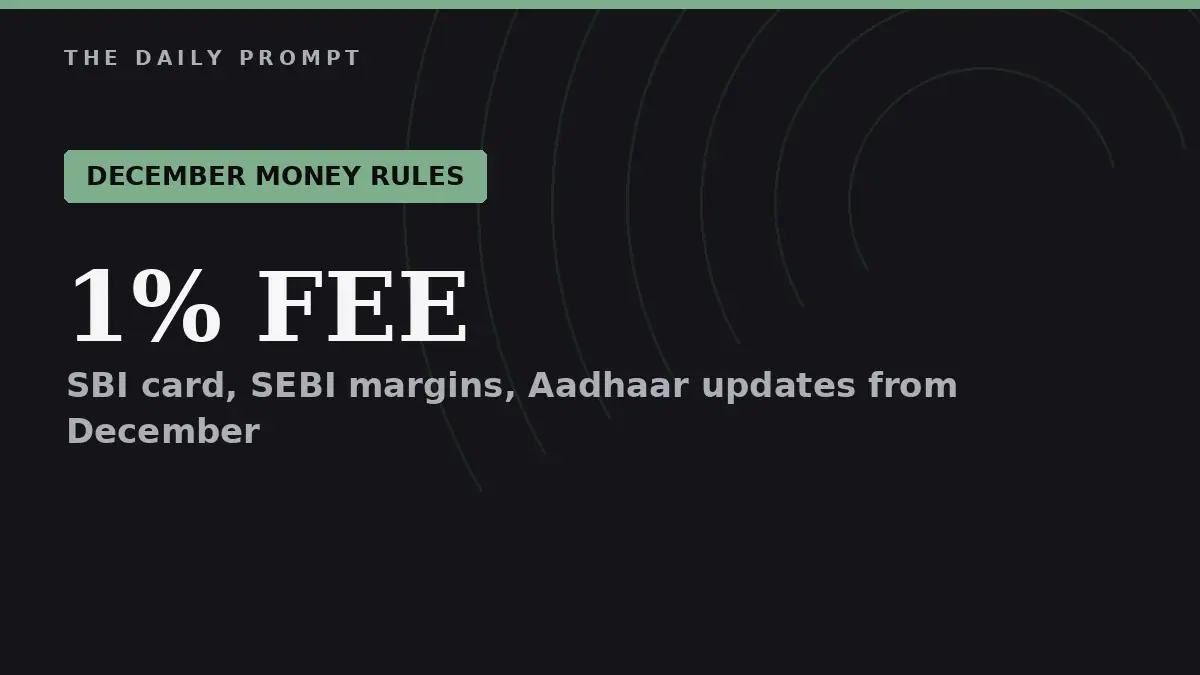 THE DAILY PROMPT
DECEMBER MONEY RULES
1% FEE
SBI card, SEBI margins, Aadhaar updates from
December